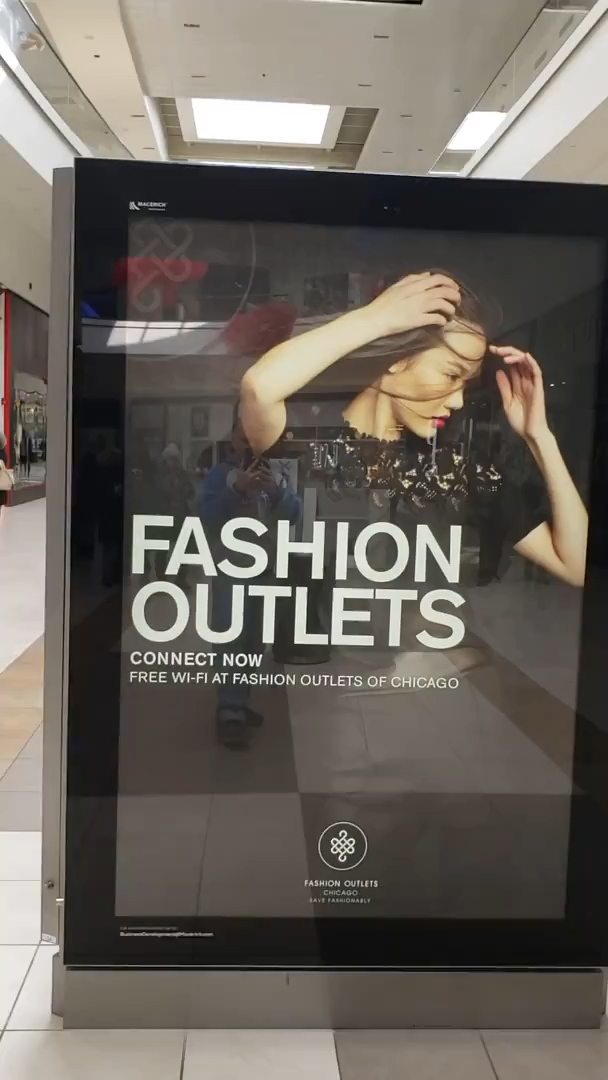 MACERICH
FASHION
OUTLETS
CONNECT NOW
FREE WI-FI AT FASHION OUTLETS OF CHICAGO
FASHION OUTLETS
CHICAGO
SAVE FASHIONABLY